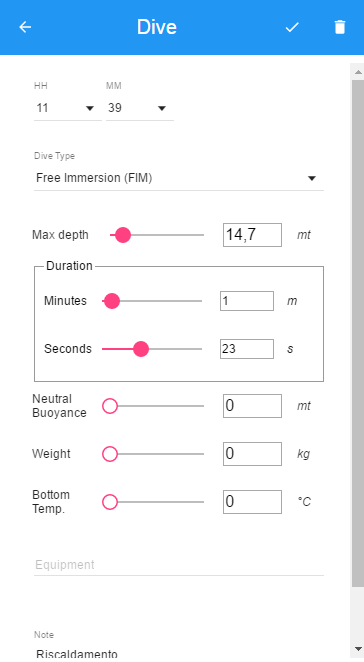 Dive
HH MM
11 39
Dive Type
Free Immersion (FIM)
Max depth 14,7 mt
Duration
Minutes 1 m
Seconds 23 s
Neutral
Buoyance 0 mt
Weight 0 kg
Bottom
Temp. 0 °C
Equipment
Note
Riscaldamento